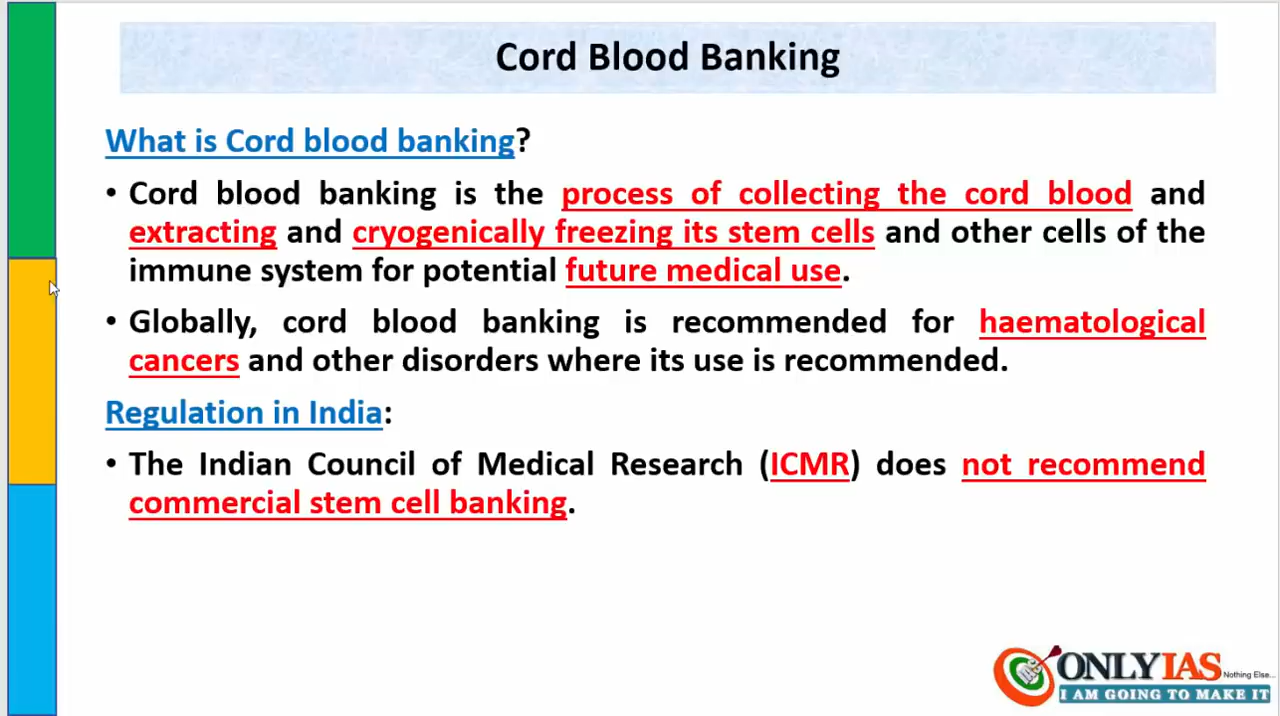 Cord Blood Banking
What is Cord blood banking?
• Cord blood banking is the process of collecting the cord blood and
extracting and cryogenically freezing its stem cells and other cells of the
immune system for potential future medical use.
• Globally, cord blood banking is recommended for haematological
cancers and other disorders where its use is recommended.
Regulation in India:
• The Indian Council of Medical Research (ICMR) does not recommend
commercial stem cell banking.
ONLYIAS
Nothing Else...
I AM GOING TO MAKE IT